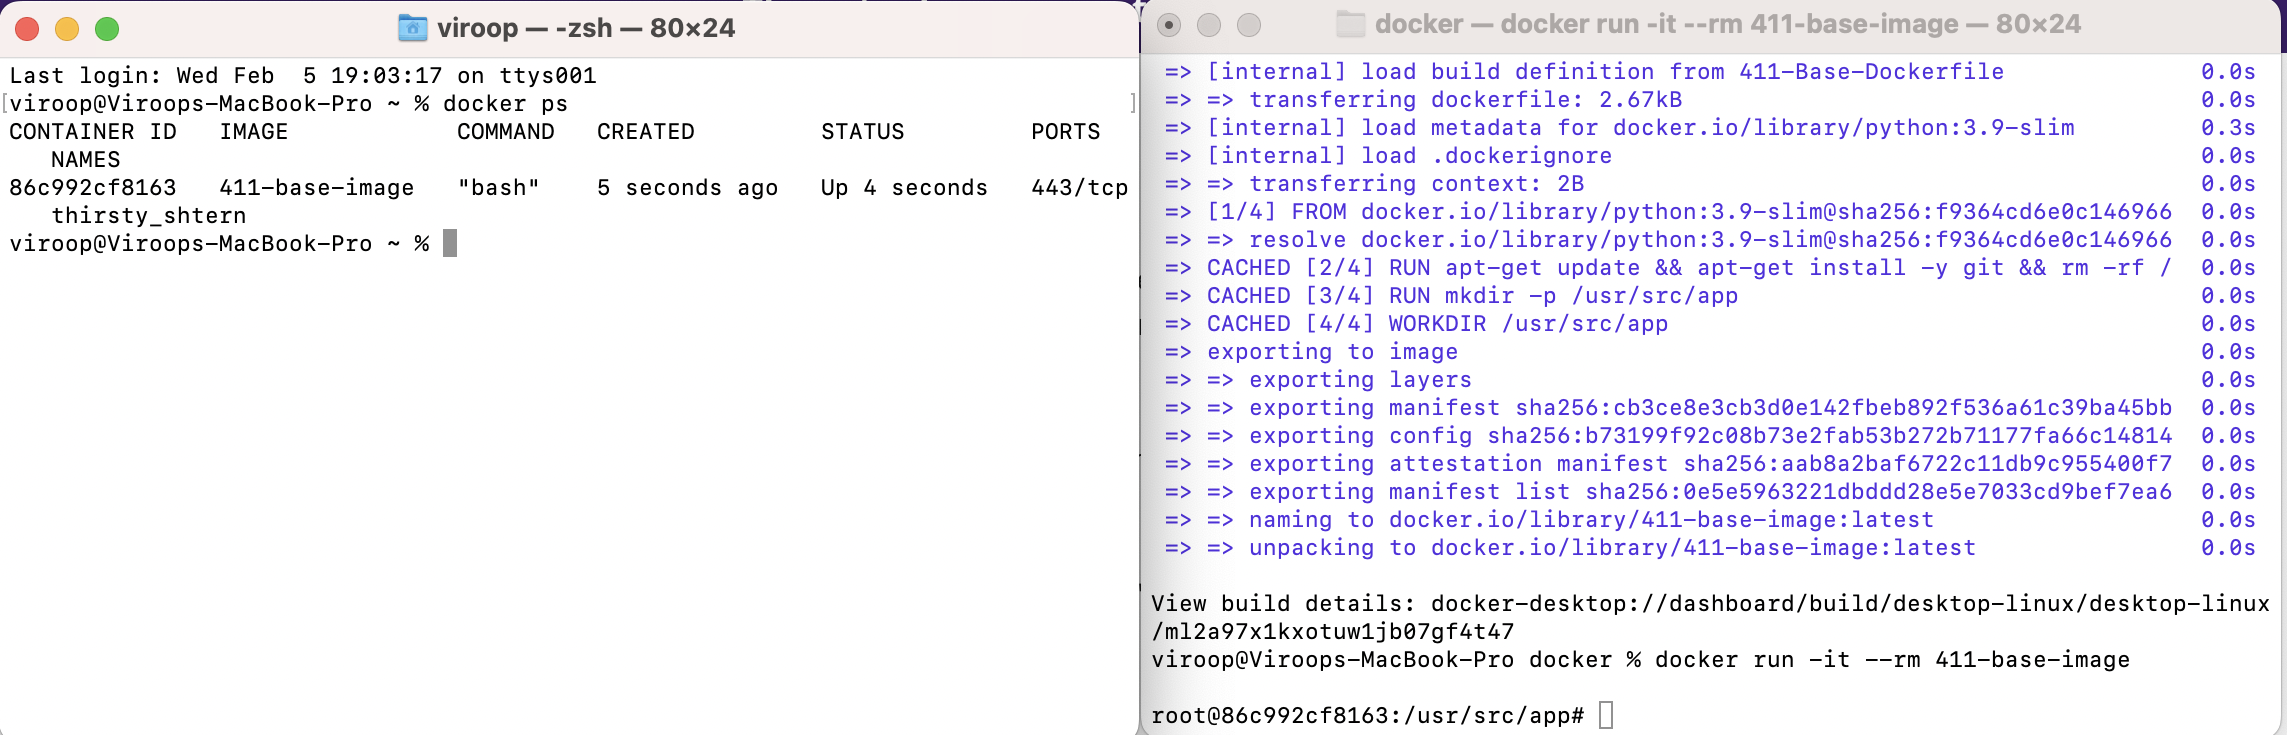 viroop — -zsh — 80×24
Last login: Wed Feb  5 19:03:17 on ttys001
[viroop@Viroops-MacBook-Pro ~ % docker ps ]
CONTAINER ID   IMAGE            COMMAND   CREATED         STATUS         PORTS
   NAMES
86c992cf8163   411-base-image   "bash"    5 seconds ago   Up 4 seconds   443/tcp
   thirsty_shtern
viroop@Viroops-MacBook-Pro ~ %
docker — docker run -it --rm 411-base-image — 80×24
 => [internal] load build definition from 411-Base-Dockerfile              0.0s
 => => transferring dockerfile: 2.67kB                                     0.0s
 => [internal] load metadata for docker.io/library/python:3.9-slim         0.3s
 => [internal] load .dockerignore                                          0.0s
 => => transferring context: 2B                                            0.0s
 => [1/4] FROM docker.io/library/python:3.9-slim@sha256:f9364cd6e0c146966  0.0s
 => => resolve docker.io/library/python:3.9-slim@sha256:f9364cd6e0c146966  0.0s
 => CACHED [2/4] RUN apt-get update && apt-get install -y git && rm -rf /  0.0s
 => CACHED [3/4] RUN mkdir -p /usr/src/app                                 0.0s
 => CACHED [4/4] WORKDIR /usr/src/app                                      0.0s
 => exporting to image                                                     0.0s
 => => exporting layers                                                    0.0s
 => => exporting manifest sha256:cb3ce8e3cb3d0e142fbeb892f536a61c39ba45bb  0.0s
 => => exporting config sha256:b73199f92c08b73e2fab53b272b71177fa66c14814  0.0s
 => => exporting attestation manifest sha256:aab8a2baf6722c11db9c955400f7  0.0s
 => => exporting manifest list sha256:0e5e5963221dbddd28e5e7033cd9bef7ea6  0.0s
 => => naming to docker.io/library/411-base-image:latest                   0.0s
 => => unpacking to docker.io/library/411-base-image:latest                0.0s
View build details: docker-desktop://dashboard/build/desktop-linux/desktop-linux
/ml2a97x1kxotuw1jb07gf4t47
viroop@Viroops-MacBook-Pro docker % docker run -it --rm 411-base-image
root@86c992cf8163:/usr/src/app#